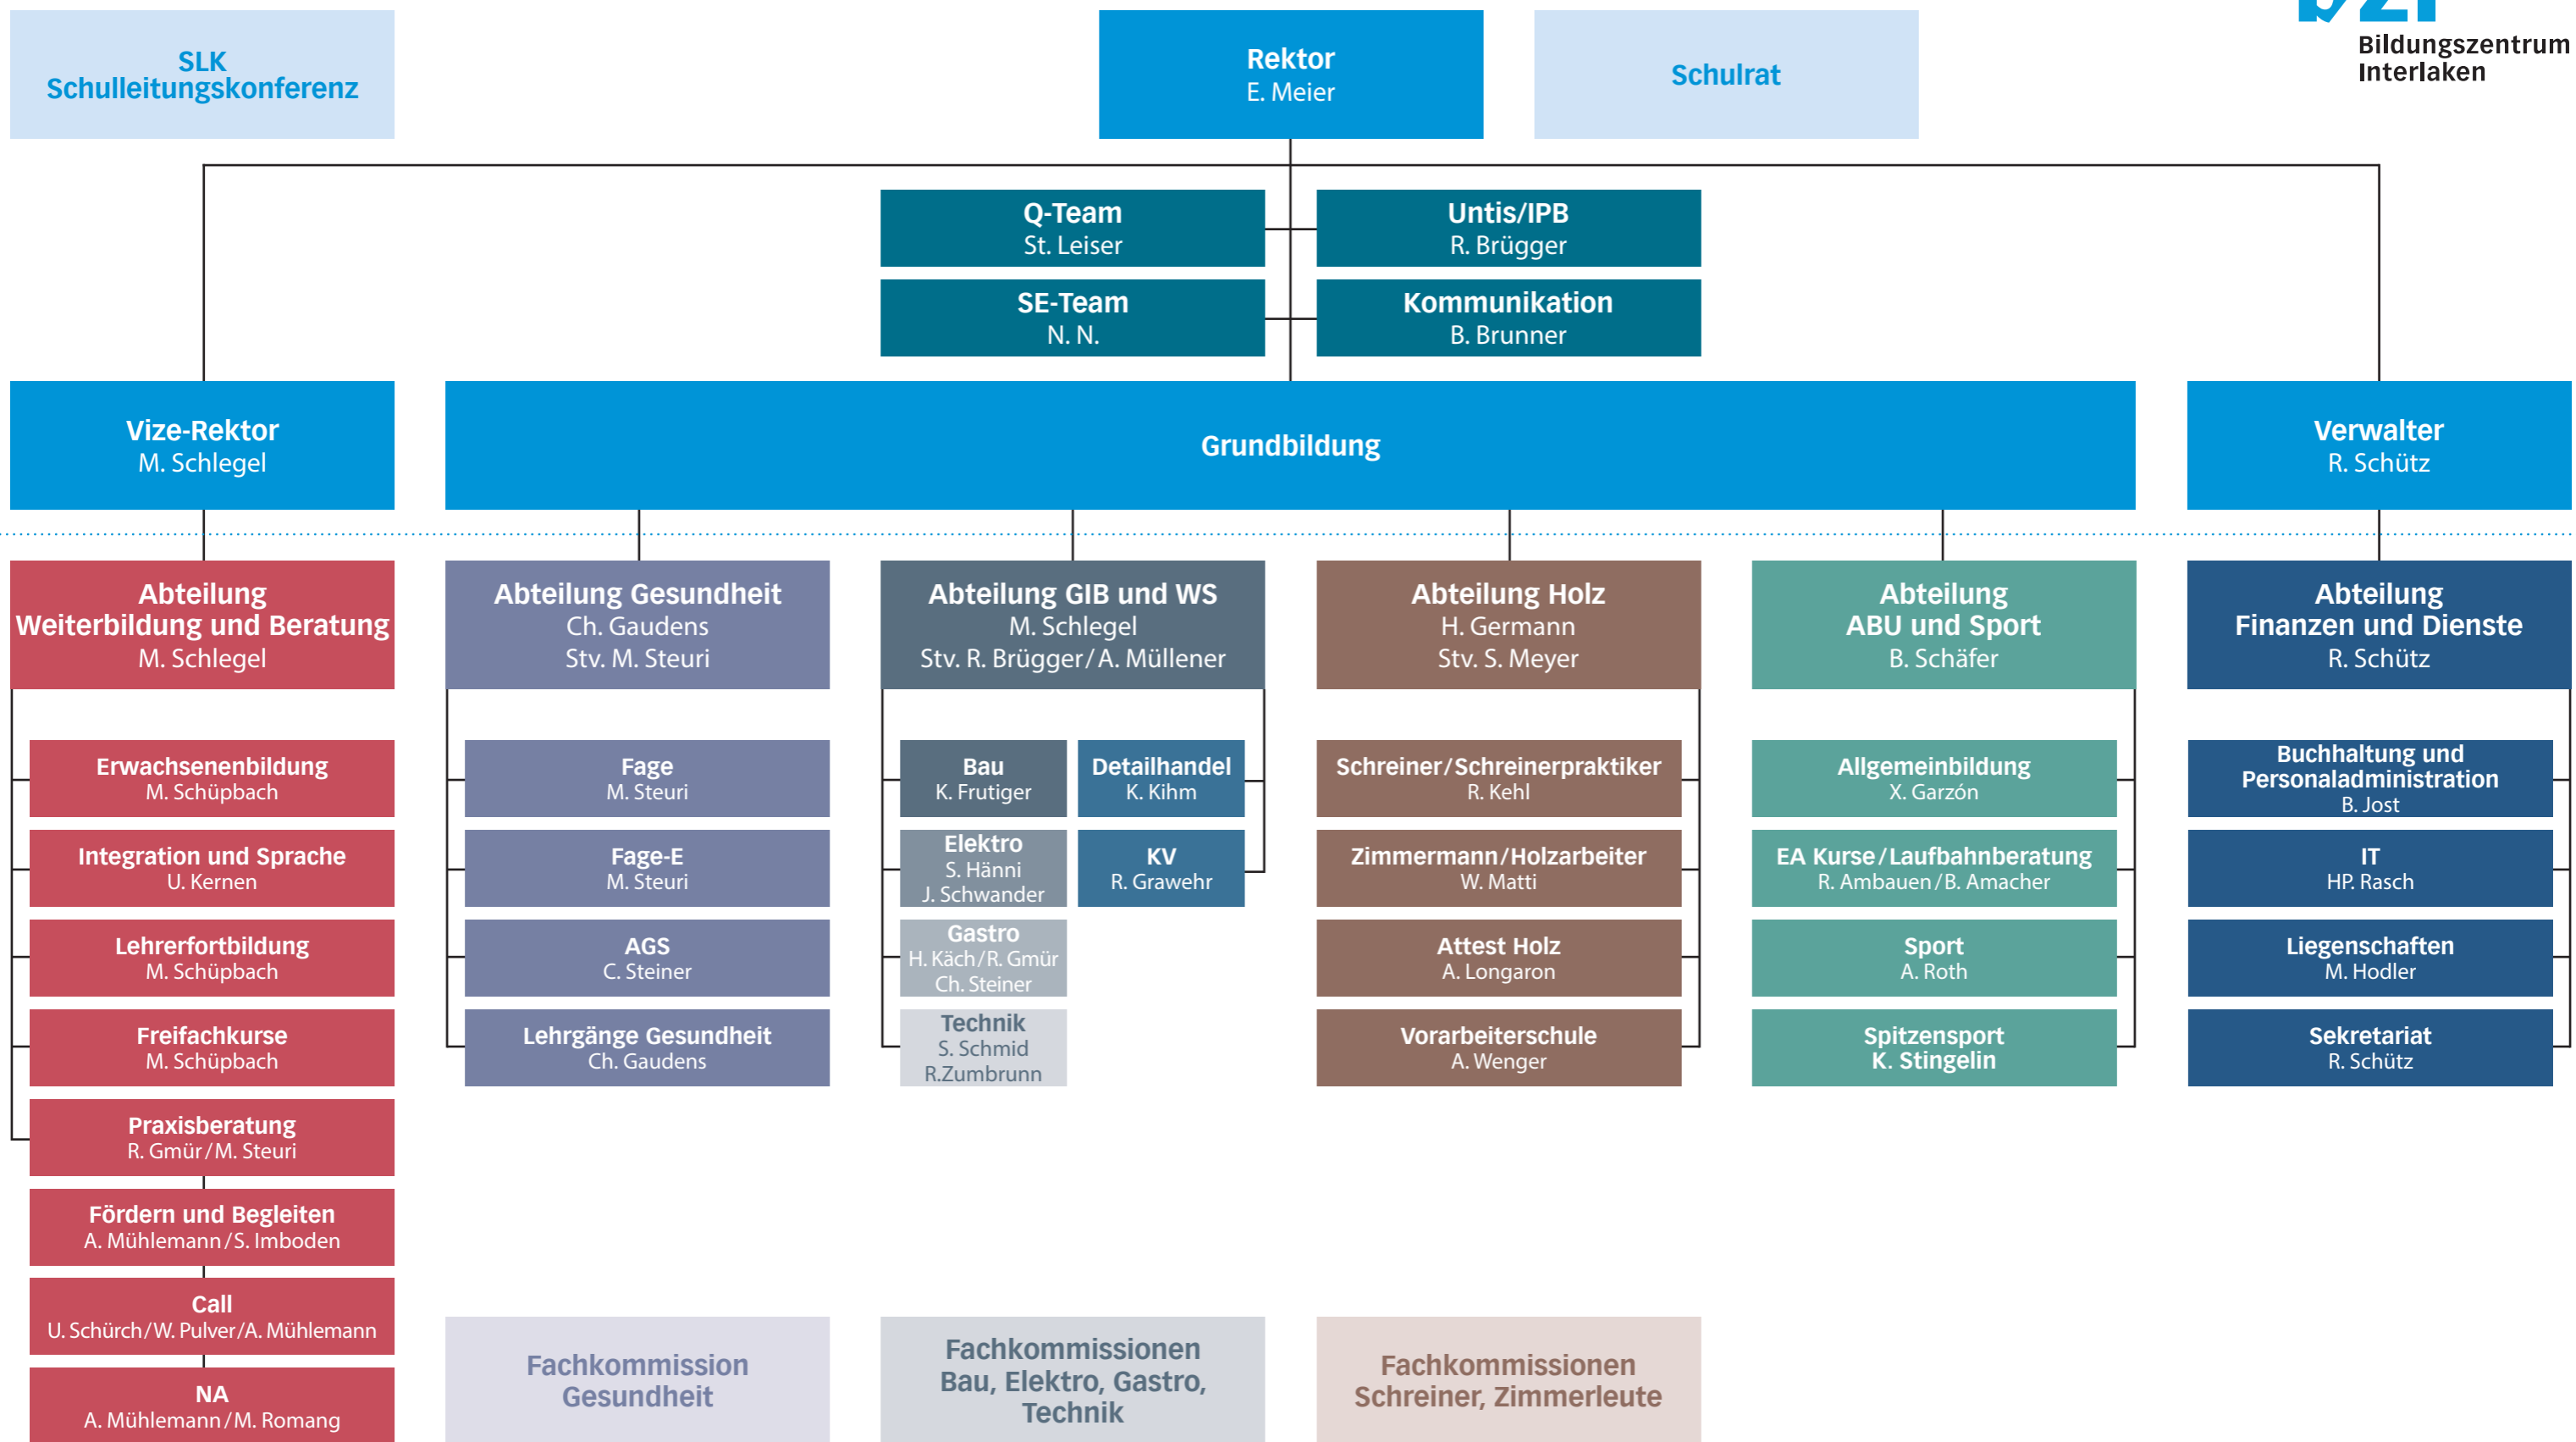 SLK
Schulleitungskonferenz
Rektor
E. Meier
Schulrat
Bildungszentrum
Interlaken
Q-Team
St. Leiser
Untis/IPB
R. Brügger
SE-Team
N. N.
Kommunikation
B. Brunner
Vize-Rektor
M. Schlegel
Grundbildung
Verwalter
R. Schütz
Abteilung
Weiterbildung und Beratung
M. Schlegel
Erwachsenenbildung
M. Schüpbach
Integration und Sprache
U. Kernen
Lehrerfortbildung
M. Schüpbach
Freifachkurse
M. Schüpbach
Praxisberatung
R. Gmür/M. Steuri
Fördern und Begleiten
A. Mühlemann/S. Imboden
Call
U. Schürch/W. Pulver/A. Mühlemann
NA
A. Mühlemann/M. Romang
Abteilung Gesundheit
Ch. Gaudens
Stv. M. Steuri
Fage
M. Steuri
Fage-E
M. Steuri
AGS
C. Steiner
Lehrgänge Gesundheit
Ch. Gaudens
Fachkommission
Gesundheit
Abteilung GIB und WS
M. Schlegel
Stv. R. Brügger/A. Müllener
Bau
K. Frutiger
Elektro
S. Hänni
J. Schwander
Gastro
H. Käch/R. Gmür
Ch. Steiner
Technik
S. Schmid
R.Zumbrunn
Detailhandel
K. Kihm
KV
R. Grawehr
Fachkommissionen
Bau, Elektro, Gastro,
Technik
Abteilung Holz
H. Germann
Stv. S. Meyer
Schreiner/Schreinerpraktiker
R. Kehl
Zimmermann/Holzarbeiter
W. Matti
Attest Holz
A. Longaron
Vorarbeiterschule
A. Wenger
Fachkommissionen
Schreiner, Zimmerleute
Abteilung
ABU und Sport
B. Schäfer
Allgemeinbildung
X. Garzón
EA Kurse/Laufbahnberatung
R. Ambauen/B. Amacher
Sport
A. Roth
Spitzensport
K. Stingelin
Abteilung
Finanzen und Dienste
R. Schütz
Buchhaltung und
Personaladministration
B. Jost
IT
HP. Rasch
Liegenschaften
M. Hodler
Sekretariat
R. Schütz